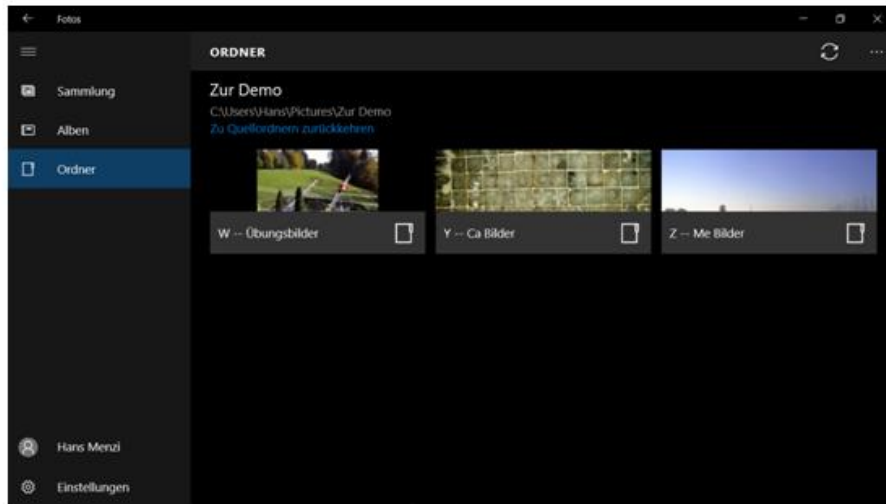 Fotos
ORDNER
Sammlung
Alben
Ordner
Zur Demo
C:\Users\Hans\Pictures\Zur Demo
Zu Quellordnern zurückkehren
W -- Übungsbilder
Y -- Ca Bilder
Z -- Me Bilder
Hans Menzi
Einstellungen